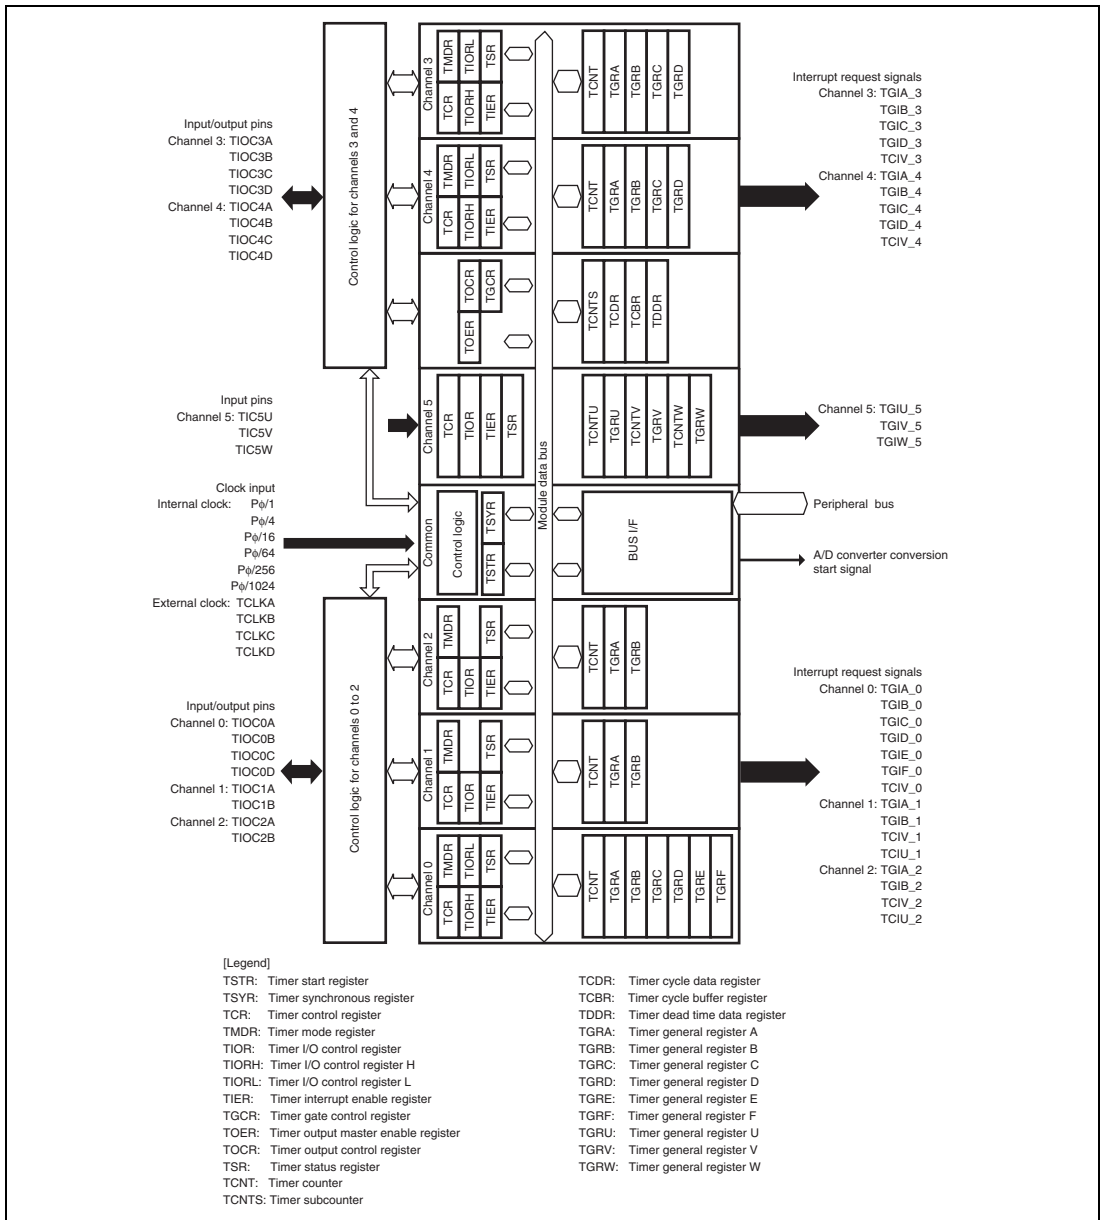 Input/output pins
Channel 3: TIOC3A
TIOC3B
TIOC3C
TIOC3D
Channel 4: TIOC4A
TIOC4B
TIOC4C
TIOC4D
Input pins
Channel 5: TIC5U
TIC5V
TIC5W
Clock input
Internal clock: Pϕ/1
Pϕ/4
Pϕ/16
Pϕ/64
Pϕ/256
Pϕ/1024
External clock: TCLKA
TCLKB
TCLKC
TCLKD
Input/output pins
Channel 0: TIOC0A
TIOC0B
TIOC0C
TIOC0D
Channel 1: TIOC1A
TIOC1B
Channel 2: TIOC2A
TIOC2B
Control logic for channels 3 and 4
Control logic for channels 0 to 2
Channel 3
TCR
TMDR
TIORH
TIORL
TIER
TSR
TCNT
TGRA
TGRB
TGRC
TGRD
Channel 4
TCR
TMDR
TIORH
TIORL
TIER
TSR
TCNT
TGRA
TGRB
TGRC
TGRD
TOER
TOCR
TGCR
TCNTS
TCDR
TCBR
TDDR
Channel 5
TCR
TIOR
TIER
TSR
TCNTU
TGRU
TCNTV
TGRV
TCNTW
TGRW
Common
Control logic
TSTR
TSYR
Module data bus
BUS I/F
Channel 2
TCR
TMDR
TIOR
TIER
TSR
TCNT
TGRA
TGRB
Channel 1
TCR
TMDR
TIOR
TIER
TSR
TCNT
TGRA
TGRB
Channel 0
TCR
TMDR
TIORH
TIORL
TIER
TSR
TCNT
TGRA
TGRB
TGRC
TGRD
TGRE
TGRF
Interrupt request signals
Channel 3: TGIA_3
TGIB_3
TGIC_3
TGID_3
TCIV_3
Channel 4: TGIA_4
TGIB_4
TGIC_4
TGID_4
TCIV_4
Channel 5: TGIU_5
TGIV_5
TGIW_5
Peripheral bus
A/D converter conversion
start signal
Interrupt request signals
Channel 0: TGIA_0
TGIB_0
TGIC_0
TGID_0
TGIE_0
TGIF_0
TCIV_0
Channel 1: TGIA_1
TGIB_1
TCIV_1
TCIU_1
Channel 2: TGIA_2
TGIB_2
TCIV_2
TCIU_2
[Legend]
TSTR: Timer start register
TSYR: Timer synchronous register
TCR: Timer control register
TMDR: Timer mode register
TIOR: Timer I/O control register
TIORH: Timer I/O control register H
TIORL: Timer I/O control register L
TIER: Timer interrupt enable register
TGCR: Timer gate control register
TOER: Timer output master enable register
TOCR: Timer output control register
TSR: Timer status register
TCNT: Timer counter
TCNTS: Timer subcounter
TCDR: Timer cycle data register
TCBR: Timer cycle buffer register
TDDR: Timer dead time data register
TGRA: Timer general register A
TGRB: Timer general register B
TGRC: Timer general register C
TGRD: Timer general register D
TGRE: Timer general register E
TGRF: Timer general register F
TGRU: Timer general register U
TGRV: Timer general register V
TGRW: Timer general register W